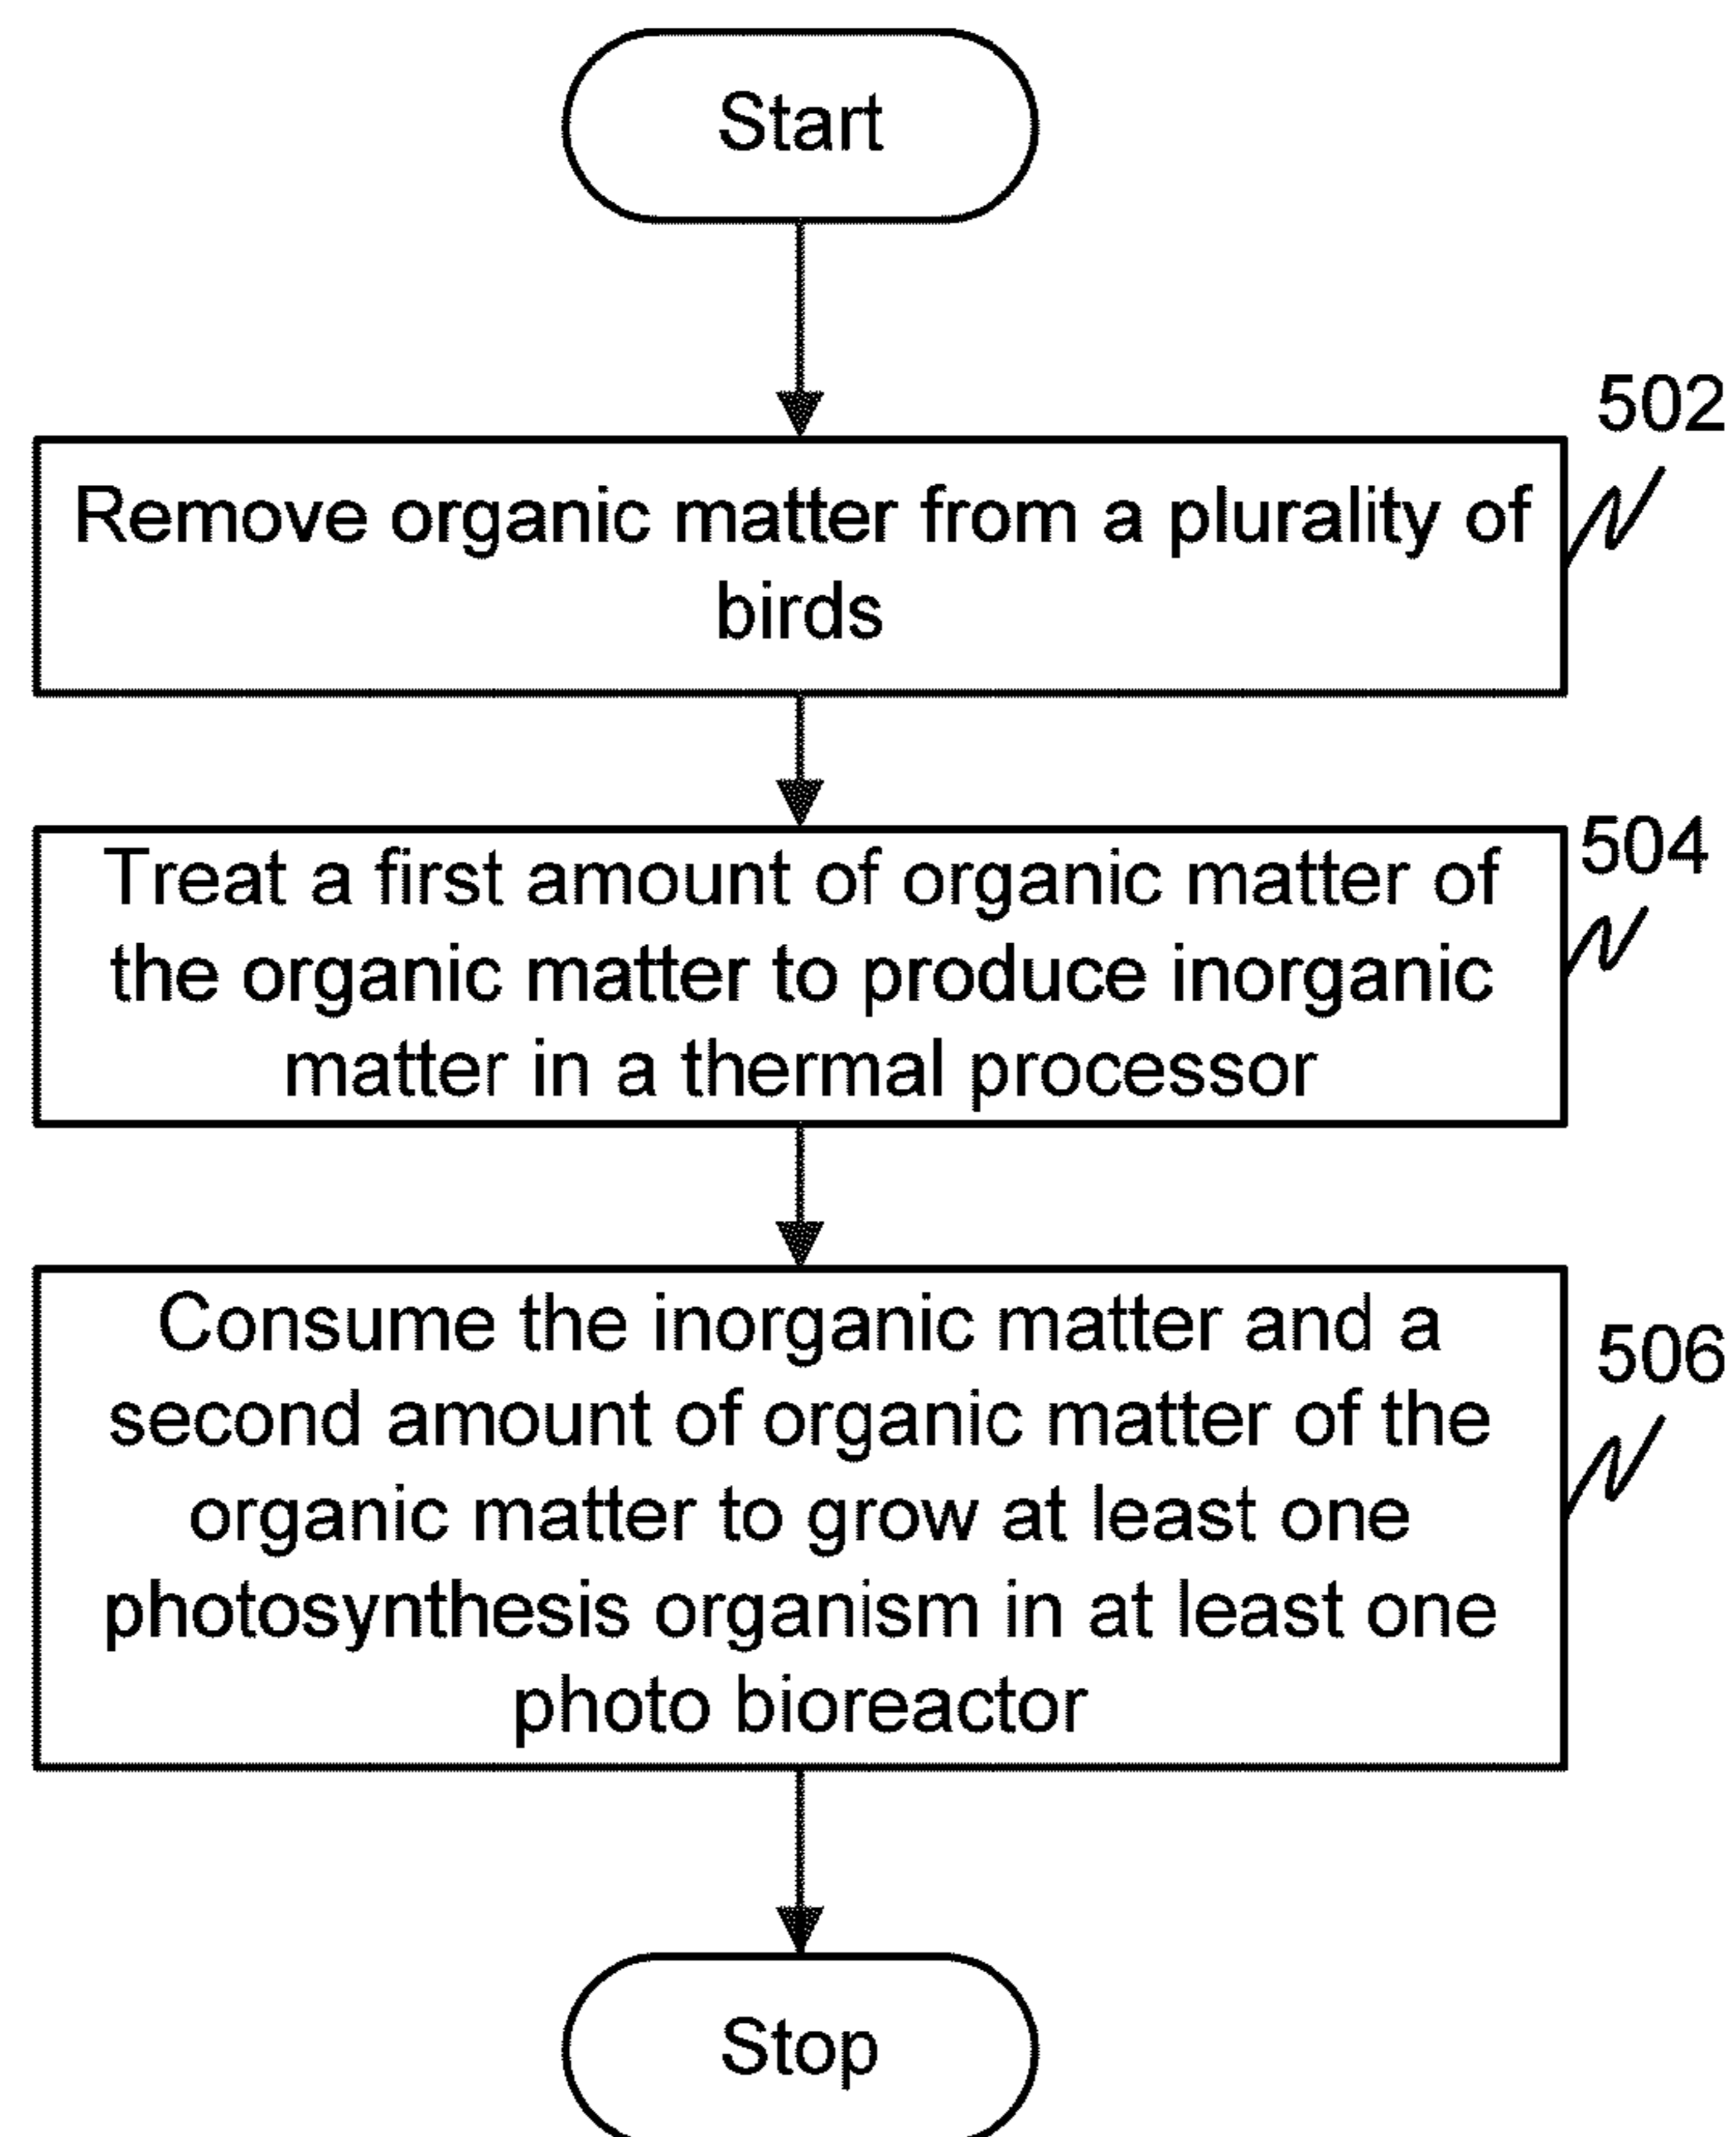 Start
502
Remove organic matter from a plurality of
birds
504
Treat a first amount of organic matter of
the organic matter to produce inorganic
matter in a thermal processor
506
Consume the inorganic matter and a
second amount of organic matter of the
organic matter to grow at least one
photosynthesis organism in at least one
photo bioreactor
Stop